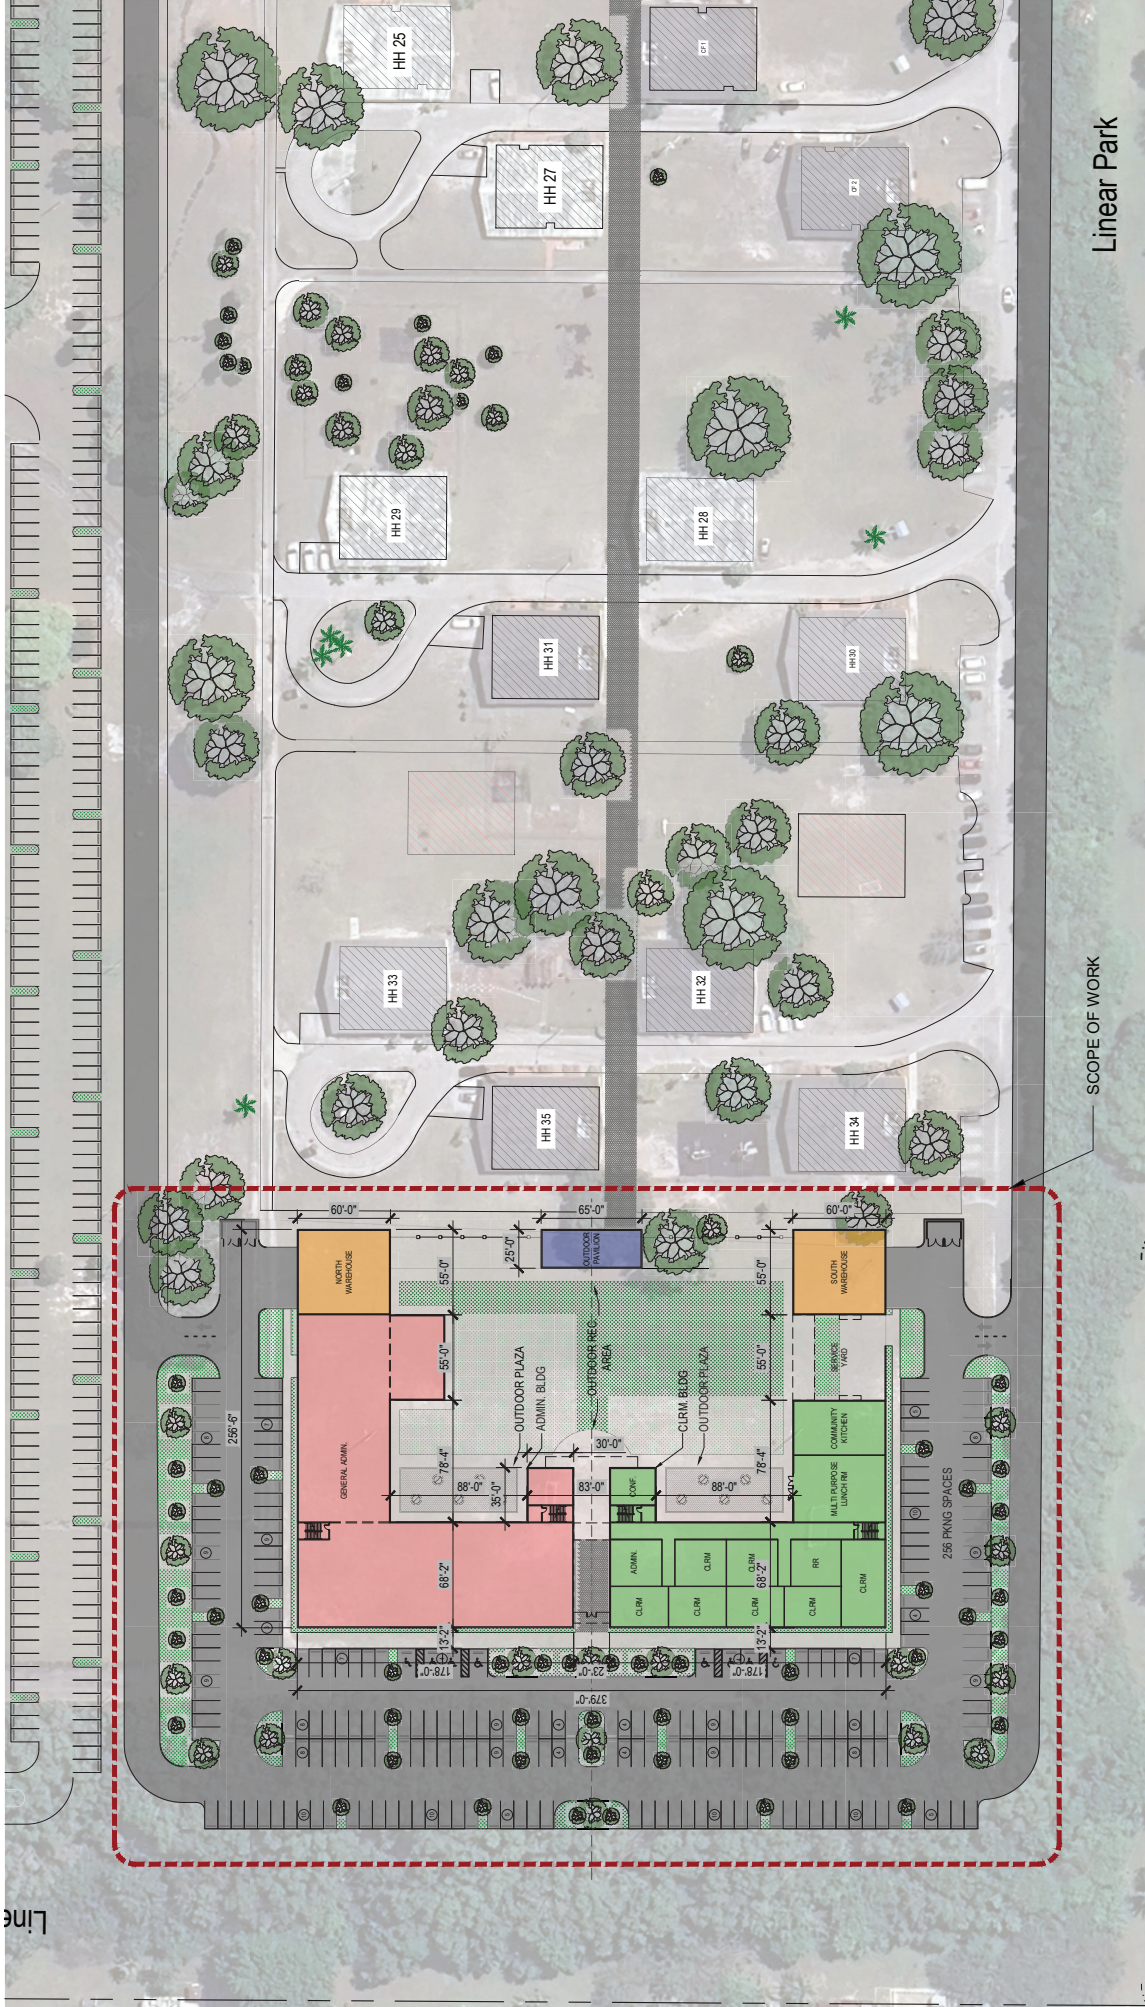 HH 25
CF 1
HH 27
CF 2
Linear Park
HH 29
HH 28
HH 31
HH 30
HH 33
HH 32
HH 35
HH 34
SCOPE OF WORK
60'-0"
65'-0"
60'-0"
NORTH
WAREHOUSE
25'-0"
OUTDOOR
PAVILION
SOUTH
WAREHOUSE
55'-0"
55'-0"
55'-0"
55'-0"
OUTDOOR REC.
AREA
SERVICE
YARD
OUTDOOR PLAZA
ADMIN. BLDG
CLRM. BLDG
OUTDOOR PLAZA
256'-6"
GENERAL ADMIN.
78'-4"
30'-0"
78'-4"
COMMUNITY
KITCHEN
88'-0"
35'-0"
83'-0"
CONF.
88'-0"
MULTI PURPOSE
LUNCH RM
256 PKNG SPACES
68'-2"
ADMIN.
CLRM
CLRM
68'-2"
RR
CLRM
CLRM
CLRM
CLRM
CLRM
13'-2"
13'-2"
178'-0"
23'-0"
178'-0"
379'-0"
Line